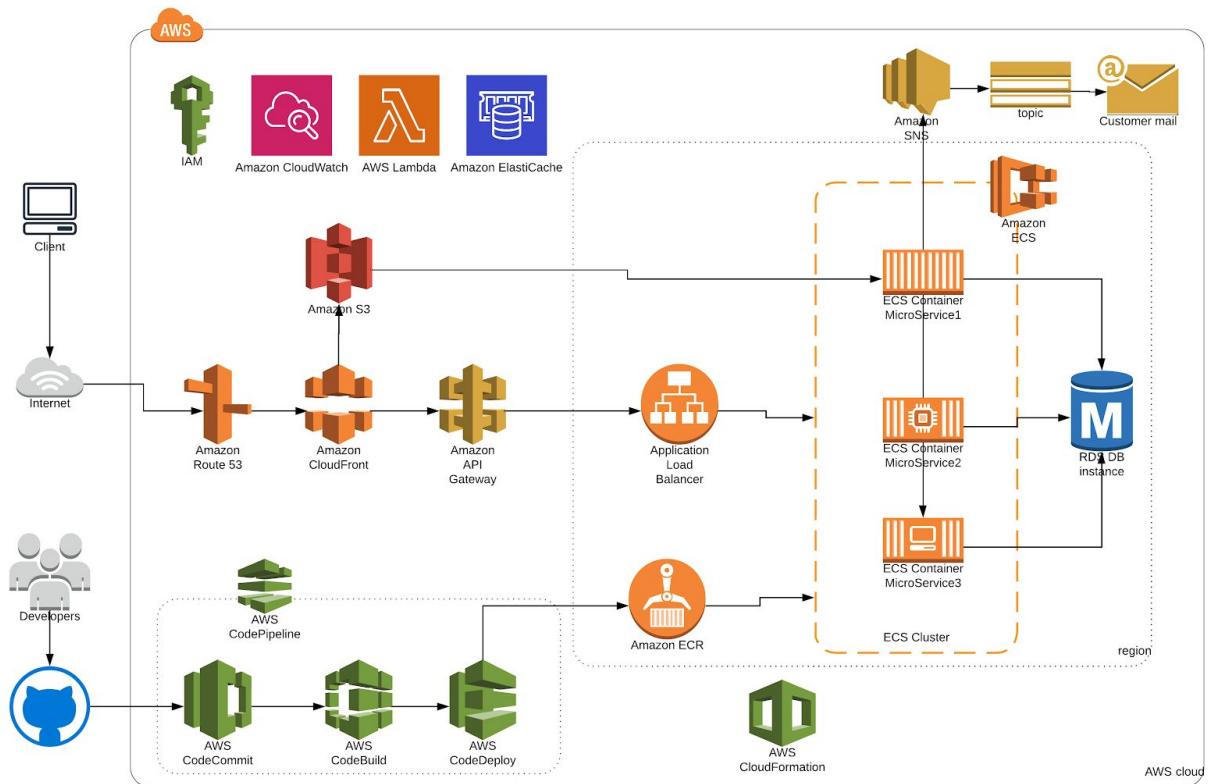 AWS
IAM
Amazon CloudWatch
AWS Lambda
Amazon ElastiCache
Amazon
SNS
topic
@
Customer mail
Amazon
ECS
Client
Amazon S3
ECS Container
MicroService1
Internet
Amazon
Route 53
Amazon
CloudFront
Amazon
API
Gateway
Application
Load
Balancer
ECS Container
MicroService2
M
RDS DB
instance
ECS Container
MicroService3
Developers
AWS
CodePipeline
Amazon ECR
ECS Cluster
region
AWS
CodeCommit
AWS
CodeBuild
AWS
CodeDeploy
AWS
CloudFormation
AWS cloud